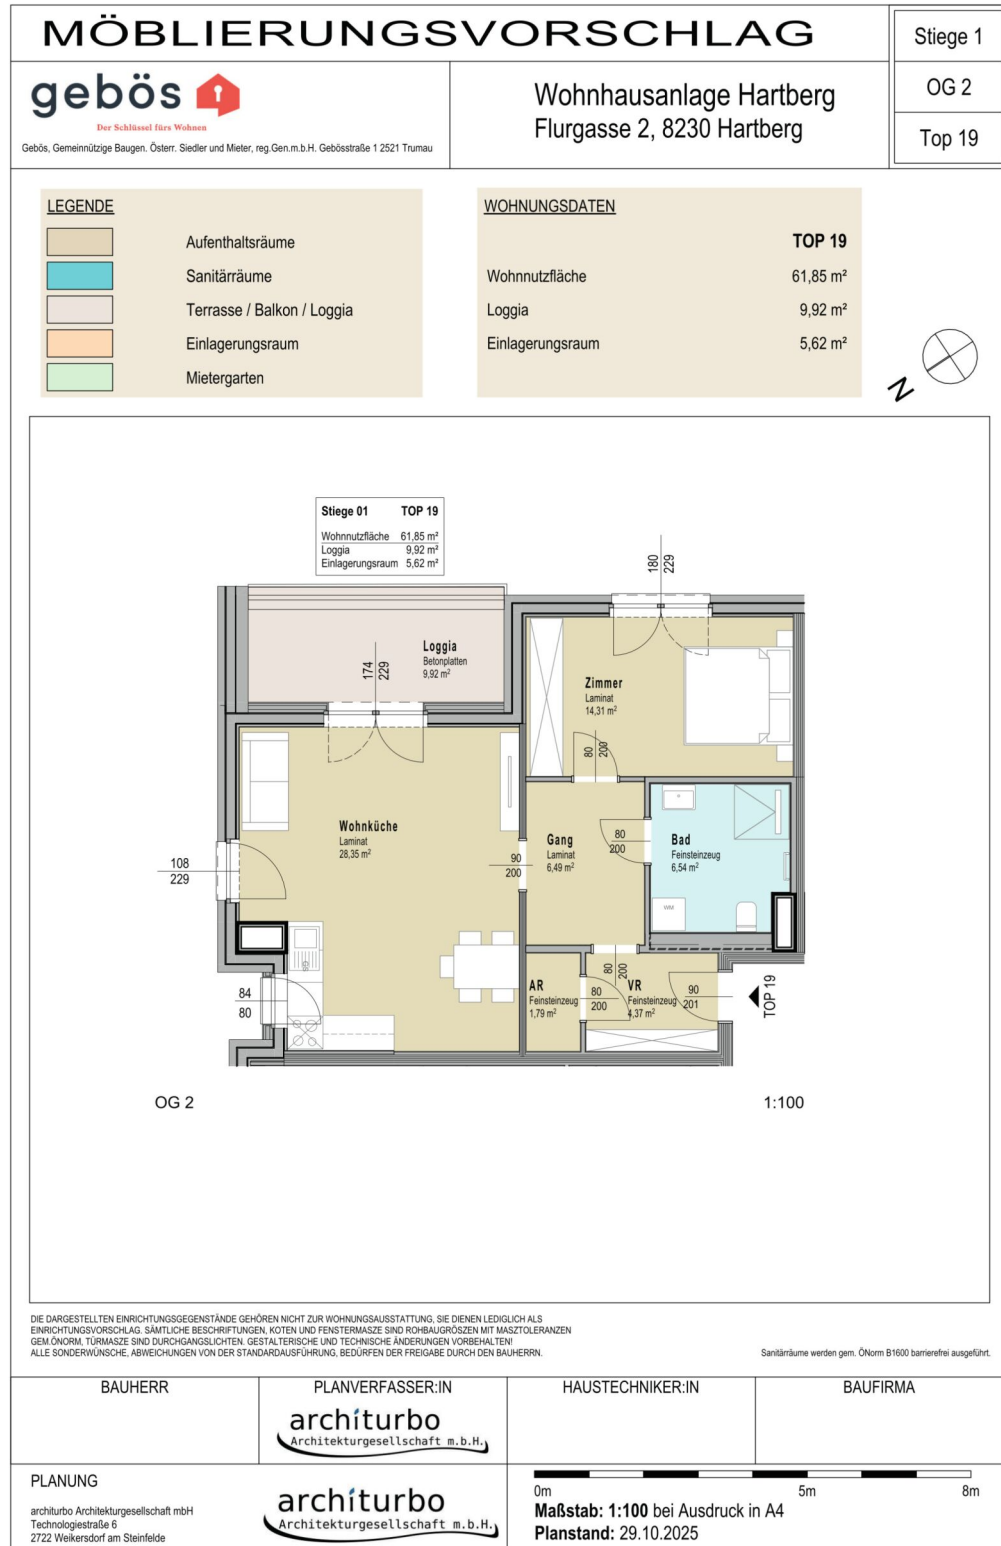 MÖBLIERUNGSVORSCHLAG
Stiege 1
OG 2
Top 19
gebös
Der Schlüssel fürs Wohnen
Gebös, Gemeinnützige Baugen. Österr. Siedler und Mieter, reg.Gen.m.b.H. Gebösstraße 1 2521 Trumau
Wohnhausanlage Hartberg
Flurgasse 2, 8230 Hartberg
LEGENDE
Aufenthaltsräume
Sanitärräume
Terrasse / Balkon / Loggia
Einlagerungsraum
Mietergarten
WOHNUNGSDATEN
TOP 19
Wohnnutzfläche 61,85 m²
Loggia 9,92 m²
Einlagerungsraum 5,62 m²
N
Stiege 01 TOP 19
Wohnnutzfläche 61,85 m²
Loggia 9,92 m²
Einlagerungsraum 5,62 m²
180
229
174
229
Loggia
Betonplatten
9,92 m²
Zimmer
Laminat
14,31 m²
80
200
Wohnküche
Laminat
28,35 m²
108
229
90
200
Gang
Laminat
6,49 m²
80
200
Bad
Feinsteinzeug
6,54 m²
WM
GS
84
80
AR
Feinsteinzeug
1,79 m²
80
200
80
200
VR
Feinsteinzeug
4,37 m²
90
201
TOP 19
OG 2
1:100
DIE DARGESTELLTEN EINRICHTUNGSGEGENSTÄNDE GEHÖREN NICHT ZUR WOHNUNGSAUSSTATTUNG, SIE DIENEN LEDIGLICH ALS
EINRICHTUNGSVORSCHLAG. SÄMTLICHE BESCHRIFTUNGEN, KOTEN UND FENSTERMASZE SIND ROHBAUGRÖSZEN MIT MASZTOLERANZEN
GEM.ÖNORM, TÜRMASZE SIND DURCHGANGSLICHTEN. GESTALTERISCHE UND TECHNISCHE ÄNDERUNGEN VORBEHALTEN!
ALLE SONDERWÜNSCHE, ABWEICHUNGEN VON DER STANDARDAUSFÜHRUNG, BEDÜRFEN DER FREIGABE DURCH DEN BAUHERRN.
Sanitärräume werden gem. ÖNorm B1600 barrierefrei ausgeführt.
BAUHERR
PLANVERFASSER:IN
architurbo
Architekturgesellschaft m.b.H.
HAUSTECHNIKER:IN
BAUFIRMA
PLANUNG
architurbo Architekturgesellschaft mbH
Technologiestraße 6
2722 Weikersdorf am Steinfelde
architurbo
Architekturgesellschaft m.b.H.
0m 5m 8m
Maßstab: 1:100 bei Ausdruck in A4
Planstand: 29.10.2025